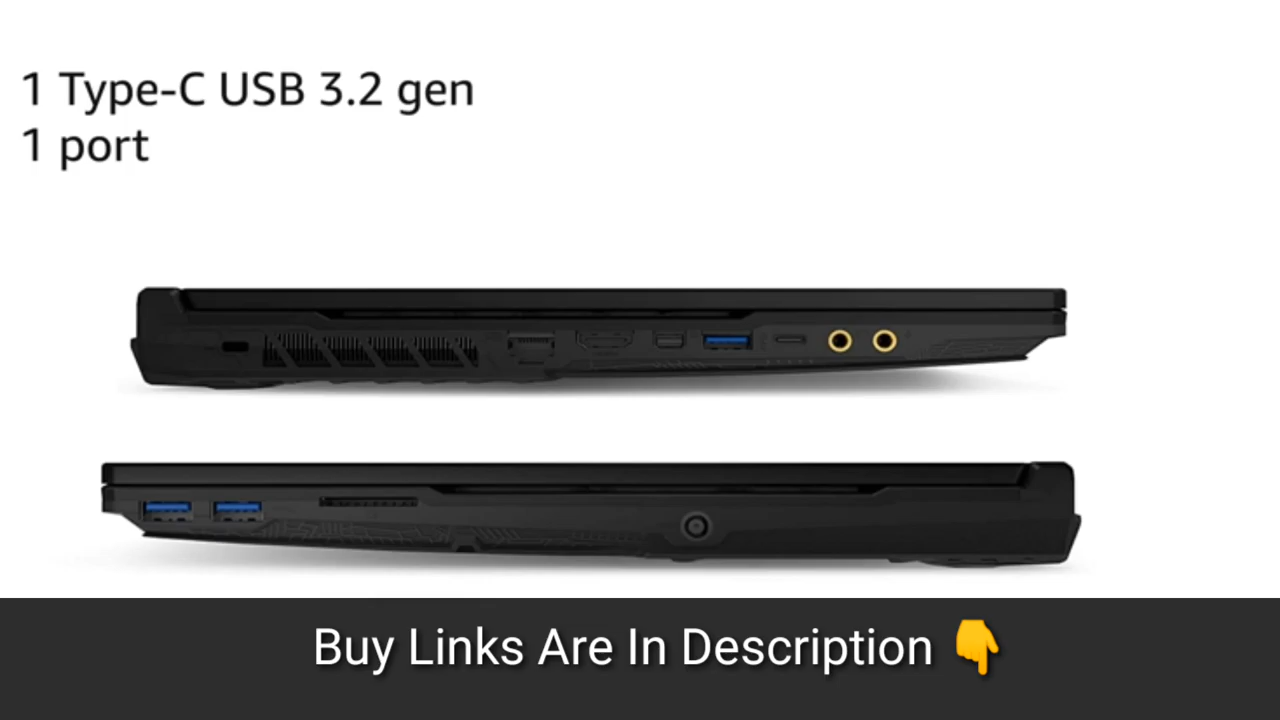 1 Type-C USB 3.2 gen
1 port
Buy Links Are In Description 👇